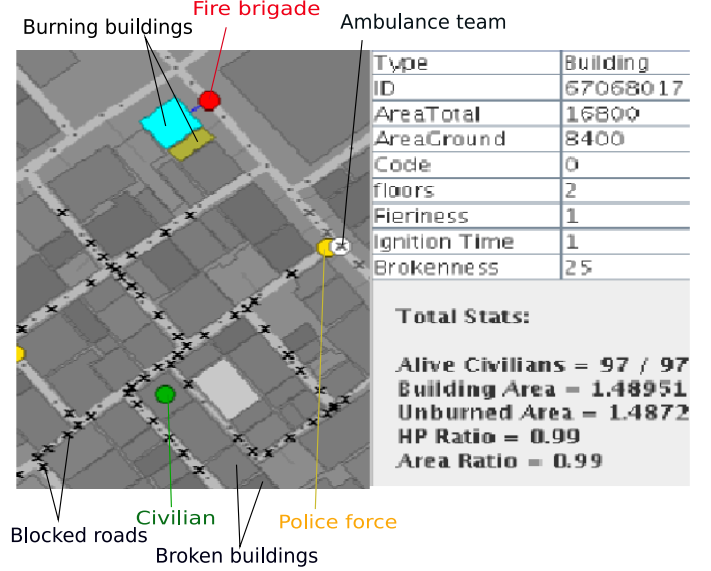 Fire brigade
Burning buildings
Ambulance team
Type Building
ID 67068017
AreaTotal 16800
AreaGround 8400
Code 0
floors 2
Fieriness 1
Ignition Time 1
Brokenness 25
Total Stats:
Alive Civilians = 97 / 97
Building Area = 1.48951
Unburned Area = 1.4872
HP Ratio = 0.99
Area Ratio = 0.99
Civilian
Police force
Blocked roads
Broken buildings